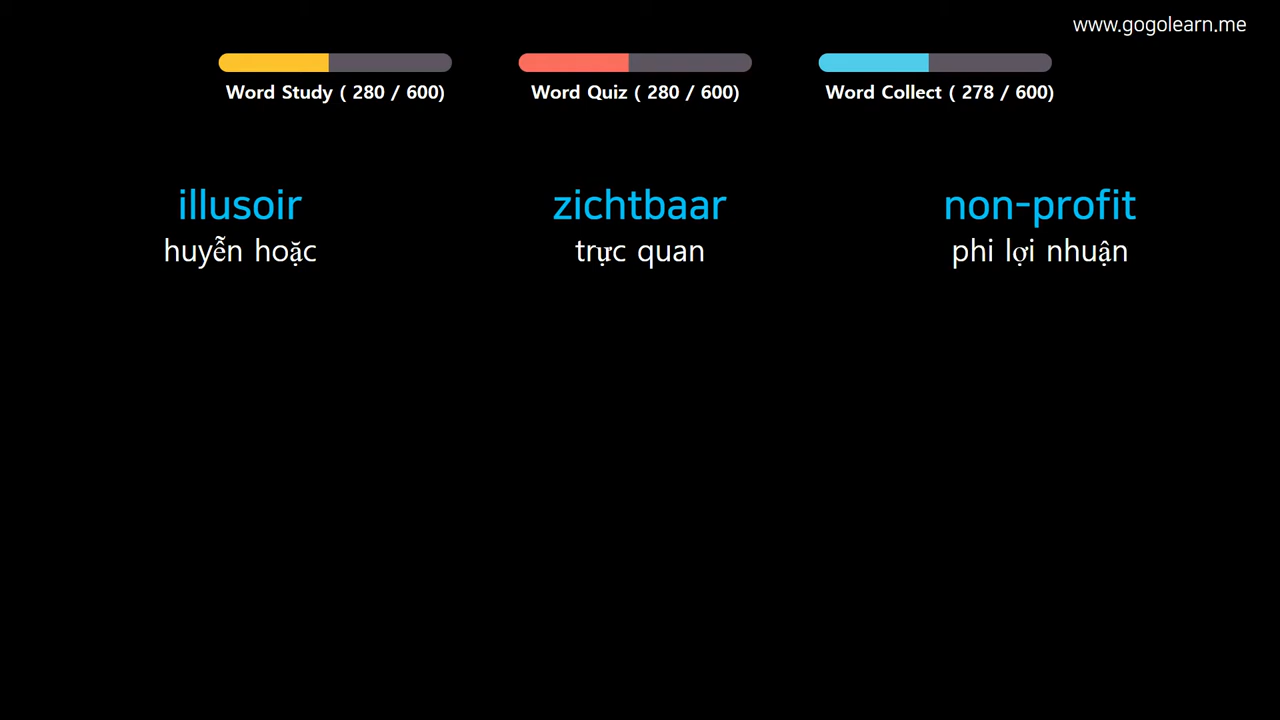 www.gogolearn.me
Word Study ( 280 / 600)
Word Quiz ( 280 / 600)
Word Collect ( 278 / 600)
illusoir
huyễn hoặc
zichtbaar
trực quan
non-profit
phi lợi nhuận